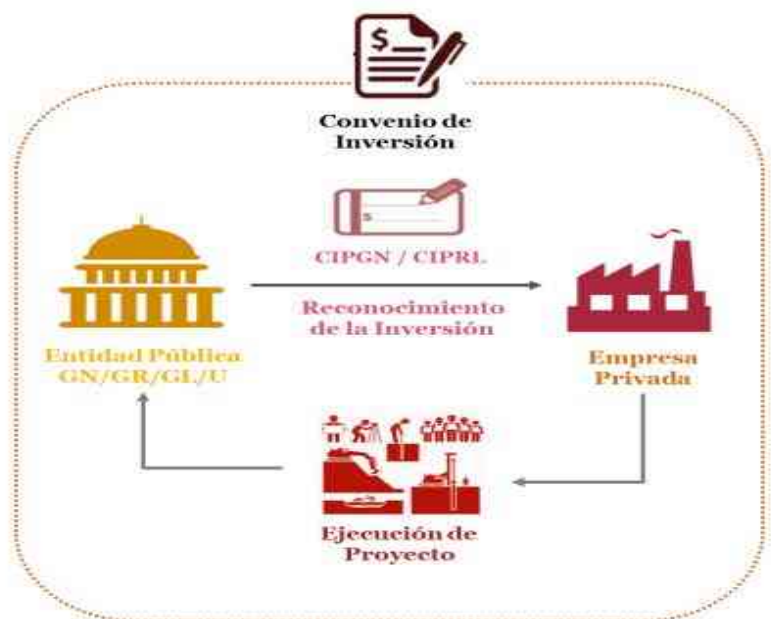 $
Convenio de
Inversión
$
CIPGN / CIPRL
Reconocimiento
de la Inversión
Entidad Pública
GN/GR/GL/U
Empresa
Privada
Ejecución de
Proyecto